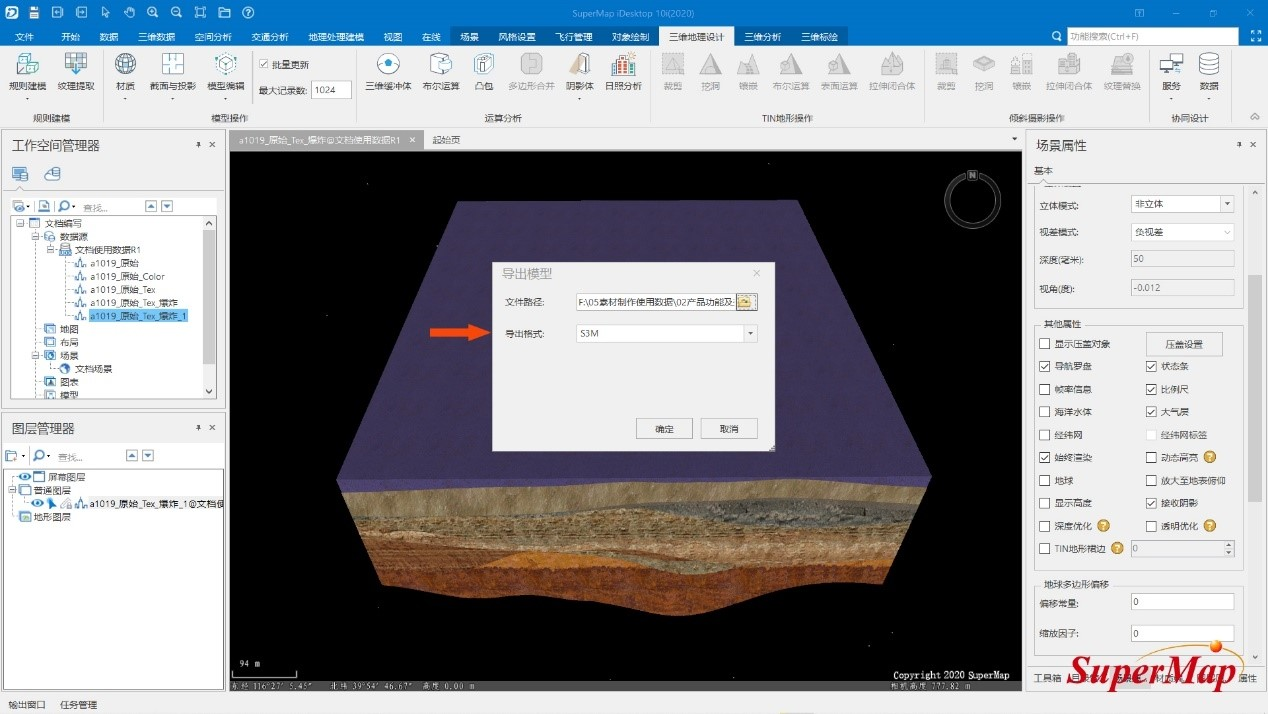 SuperMap iDesktop 10i(2020)
文件 开始 数据 三维数据 空间分析 交通分析 地理处理建模 视图 在线 场景 风格设置 飞行管理 对象绘制 三维地理设计 三维分析 三维标绘 功能搜索(Ctrl+F)
规则建模 纹理提取 材质 截面与投影 模型编辑 批量更新 最大记录数: 1024 三维缓冲体 布尔运算 凸包 多边形合并 阴影体 日照分析 裁剪 挖洞 镶嵌 布尔运算 表面运算 拉伸闭合体 裁剪 挖洞 镶嵌 拉伸闭合体 纹理替换 服务 数据
规则建模 模型操作 运算分析 TIN地形操作 倾斜摄影操作 协同设计
工作空间管理器
查找...
文档编写
数据源
文档使用数据R1
a1019_原始
a1019_原始_Color
a1019_原始_Tex
a1019_原始_Tex_爆炸
a1019_原始_Tex_爆炸_1
地图
布局
场景
文档场景
图表
模型
图层管理器
查找...
屏幕图层
普通图层
a1019_原始_Tex_爆炸_1@文档使
地形图层
a1019_原始_Tex_爆炸@文档使用数据R1 × 起始页
N
导出模型
文件路径: F:\05素材制作使用数据\02产品功能及
导出格式: S3M
确定 取消
94 m
Copyright 2020 SuperMap
东经 116°27′5.45″ 北纬 39°54′46.67″ 高度 0.00 m 相机高度 777.82 m
场景属性
基本
立体模式: 非立体
视差模式: 负视差
深度(毫米): 50
视角(度): -0.012
其他属性
显示压盖对象 压盖设置
导航罗盘 状态条
帧率信息 比例尺
海洋水体 大气层
经纬网 经纬网标签
始终渲染 动态高亮
地球 放大至地表俯仰
显示高度 接收阴影
深度优化 透明优化
TIN地形裙边 0
地球多边形偏移
偏移常量: 0
缩放因子: 0
SuperMap
工具箱 属性
输出窗口 任务管理